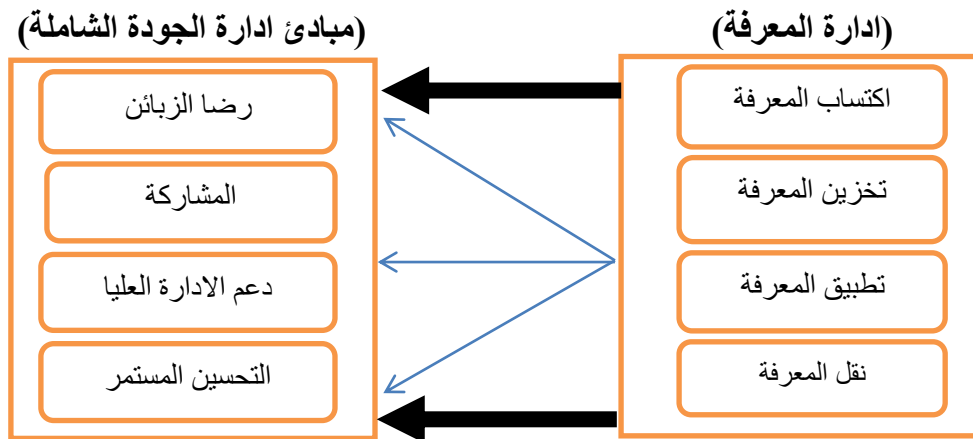 (ادارة المعرفة)
اكتساب المعرفة
تخزين المعرفة
تطبيق المعرفة
نقل المعرفة
(مبادئ ادارة الجودة الشاملة)
رضا الزبائن
المشاركة
دعم الادارة العليا
التحسين المستمر